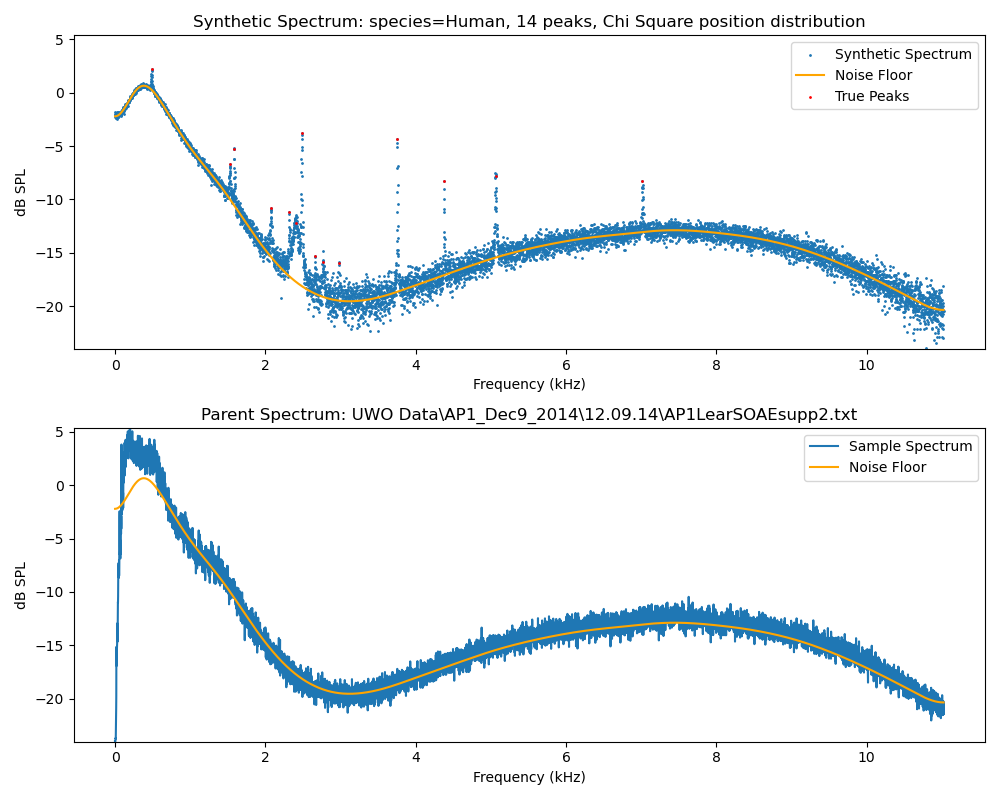 Synthetic Spectrum: species=Human, 14 peaks, Chi Square position distribution
dB SPL
5
0
−5
−10
−15
−20
Synthetic Spectrum
Noise Floor
True Peaks
0 2 4 6 8 10
Frequency (kHz)
Parent Spectrum: UWO Data\AP1_Dec9_2014\12.09.14\AP1LearSOAEsupp2.txt
dB SPL
5
0
−5
−10
−15
−20
Sample Spectrum
Noise Floor
0 2 4 6 8 10
Frequency (kHz)